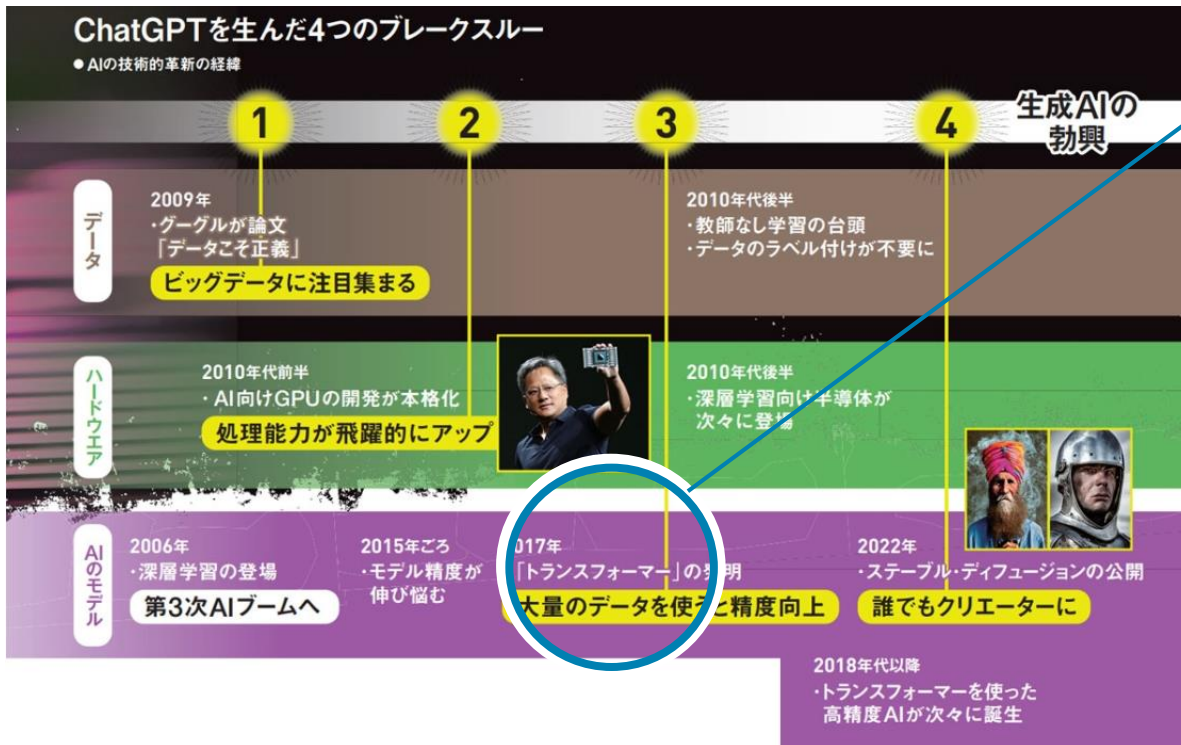 ChatGPTを生んだ4つのブレークスルー
●AIの技術的革新の経緯
1
2
3
4
生成AIの
勃興
データ
2009年
・グーグルが論文
「データこそ正義」
ビッグデータに注目集まる
2010年代後半
・教師なし学習の台頭
・データのラベル付けが不要に
ハードウエア
2010年代前半
・AI向けGPUの開発が本格化
処理能力が飛躍的にアップ
2010年代後半
・深層学習向け半導体が
次々に登場
AIのモデル
2006年
・深層学習の登場
第3次AIブームへ
2015年ごろ
・モデル精度が
伸び悩む
017年
「トランスフォーマー」の発明
大量のデータを使うと精度向上
2022年
・ステーブル・ディフュージョンの公開
誰でもクリエーターに
2018年代以降
・トランスフォーマーを使った
高精度AIが次々に誕生